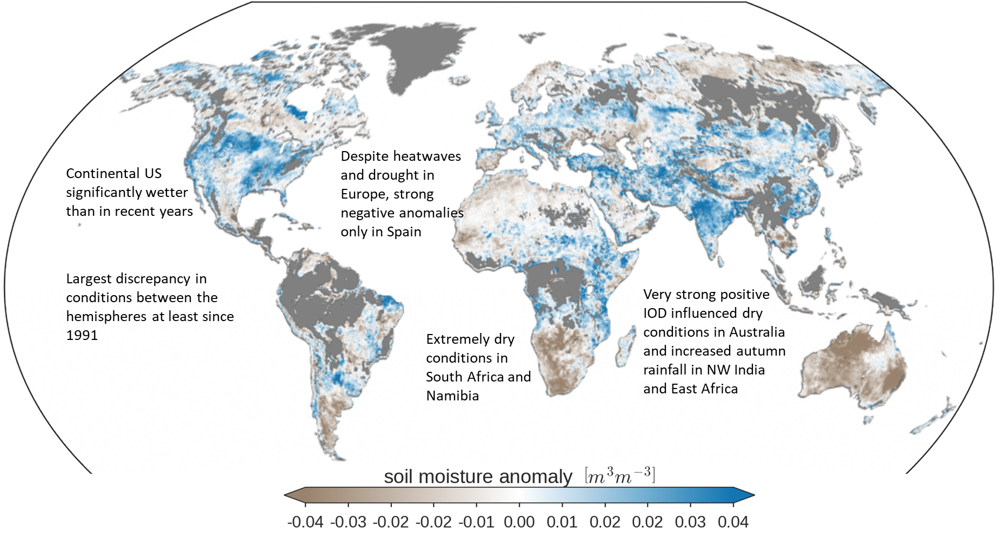 Continental US
significantly wetter
than in recent years
Despite heatwaves
and drought in
Europe, strong
negative anomalies
only in Spain
Largest discrepancy in
conditions between the
hemispheres at least since
1991
Extremely dry
conditions in
South Africa and
Namibia
Very strong positive
IOD influenced dry
conditions in Australia
and increased autumn
rainfall in NW India
and East Africa
soil moisture anomaly [m³m⁻³]
-0.04 -0.03 -0.02 -0.02 -0.01 0.00 0.01 0.02 0.02 0.03 0.04